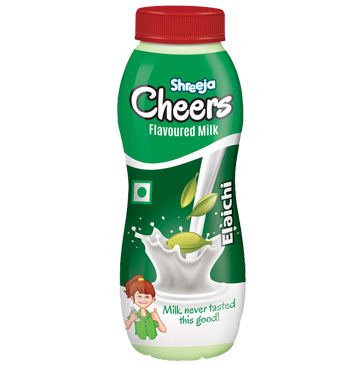 Shreeja
Cheers
Flavoured Milk
Elaichi
Milk never tasted
this good!